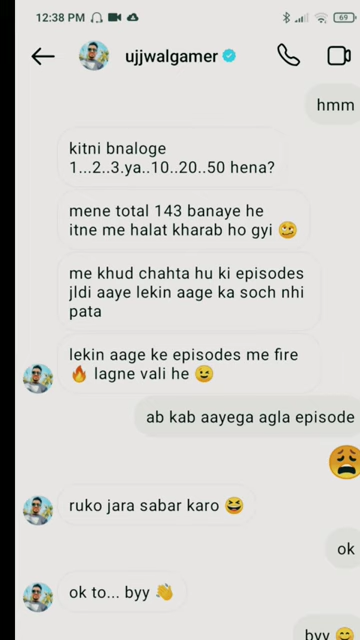 12:38 PM 69
ujjwalgamer
hmm
kitni bnaloge
1...2..3.ya..10..20..50 hena?
mene total 143 banaye he
itne me halat kharab ho gyi 🥴
me khud chahta hu ki episodes
jldi aaye lekin aage ka soch nhi
pata
lekin aage ke episodes me fire
🔥 lagne vali he 😉
ab kab aayega agla episode
😩
ruko jara sabar karo 😆
ok
ok to... byy 👏
byy 😊